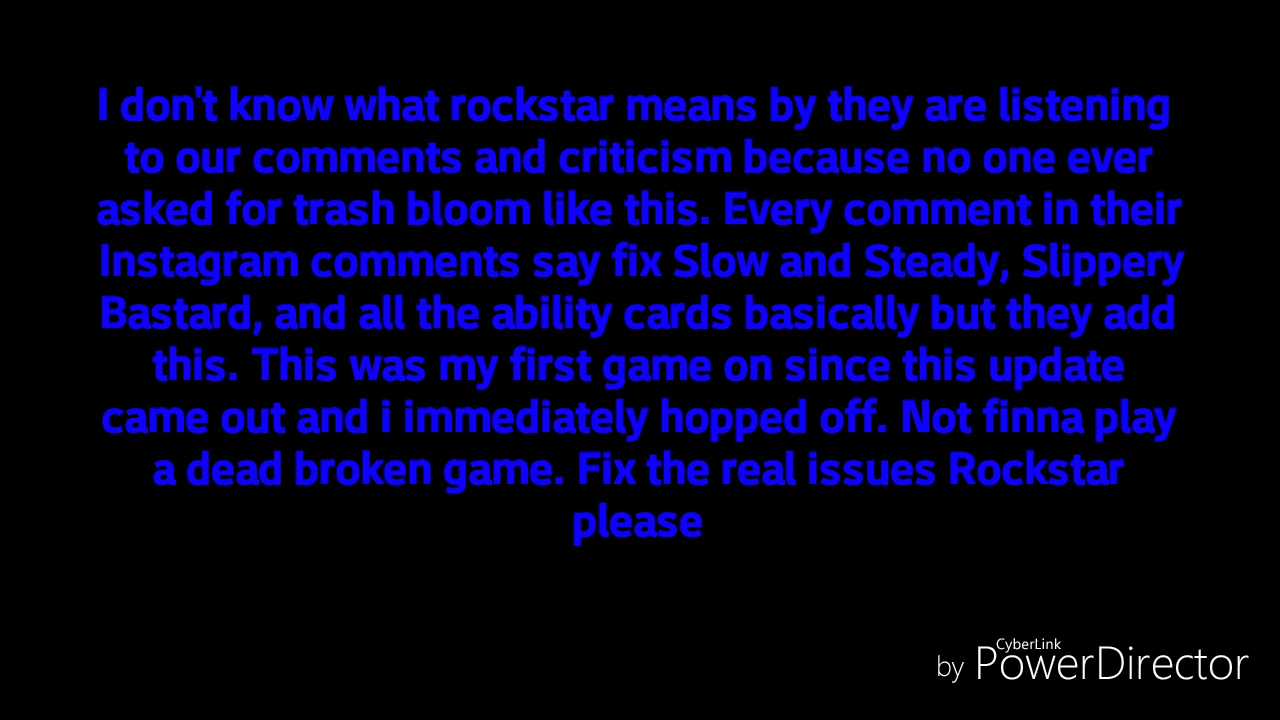 I don't know what rockstar means by they are listening
to our comments and criticism because no one ever
asked for trash bloom like this. Every comment in their
Instagram comments say fix Slow and Steady, Slippery
Bastard, and all the ability cards basically but they add
this. This was my first game on since this update
came out and i immediately hopped off. Not finna play
a dead broken game. Fix the real issues Rockstar
please
CyberLink
by PowerDirector